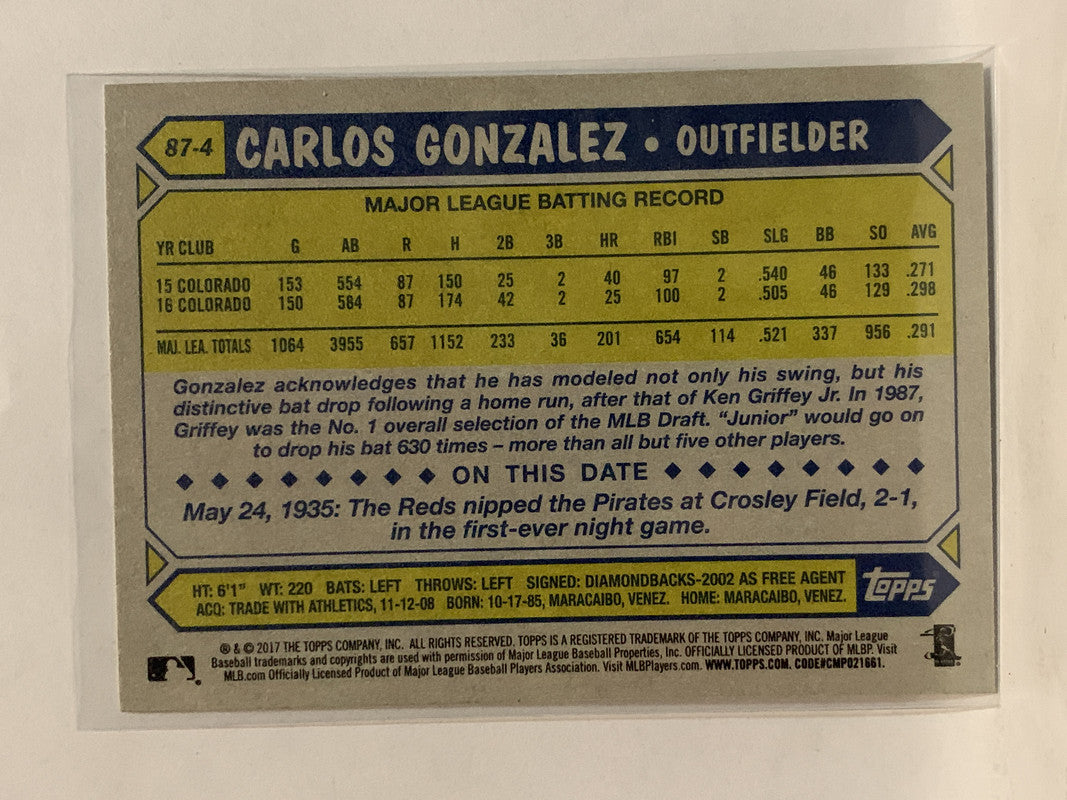 87-4 CARLOS GONZALEZ • OUTFIELDER
MAJOR LEAGUE BATTING RECORD
YR CLUB G AB R H 2B 3B HR RBI SB SLG BB SO AVG
15 COLORADO 153 554 87 150 25 2 40 97 2 .540 46 133 .271
16 COLORADO 150 584 87 174 42 2 25 100 2 .505 46 129 .298
MAJ. LEA. TOTALS 1064 3955 657 1152 233 36 201 654 114 .521 337 956 .291
Gonzalez acknowledges that he has modeled not only his swing, but his
distinctive bat drop following a home run, after that of Ken Griffey Jr. In 1987,
Griffey was the No. 1 overall selection of the MLB Draft. “Junior” would go on
to drop his bat 630 times – more than all but five other players.
ON THIS DATE
May 24, 1935: The Reds nipped the Pirates at Crosley Field, 2-1,
in the first-ever night game.
HT: 6'1" WT: 220 BATS: LEFT THROWS: LEFT SIGNED: DIAMONDBACKS-2002 AS FREE AGENT
ACQ: TRADE WITH ATHLETICS, 11-12-08 BORN: 10-17-85, MARACAIBO, VENEZ. HOME: MARACAIBO, VENEZ.
Topps
® & © 2017 THE TOPPS COMPANY, INC. ALL RIGHTS RESERVED. TOPPS IS A REGISTERED TRADEMARK OF THE TOPPS COMPANY, INC. Major League
Baseball trademarks and copyrights are used with permission of Major League Baseball Properties, Inc. OFFICIALLY LICENSED PRODUCT OF MLBP. Visit
MLB.com Officially Licensed Product of Major League Baseball Players Association. Visit MLBPlayers.com. WWW.TOPPS.COM. CODE#CMP021661.